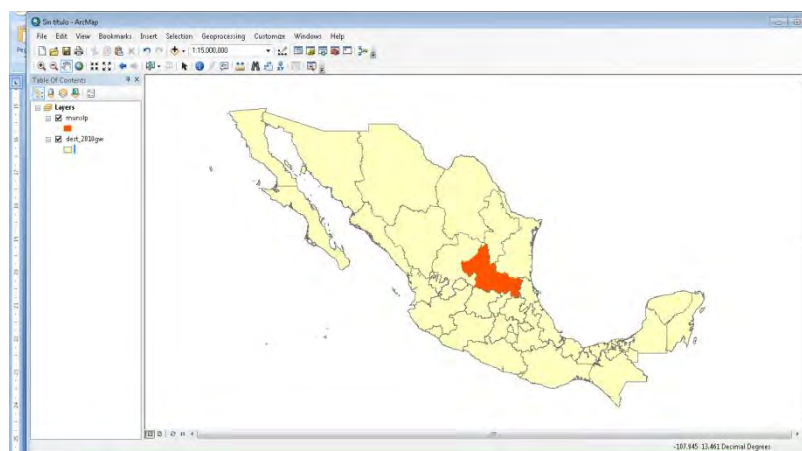 Sin título - ArcMap
File Edit View Bookmarks Insert Selection Geoprocessing Customize Windows Help
1:15,000,000
Table Of Contents
Layers
munslp
dest_2010gw
-107.945 13.461 Decimal Degrees